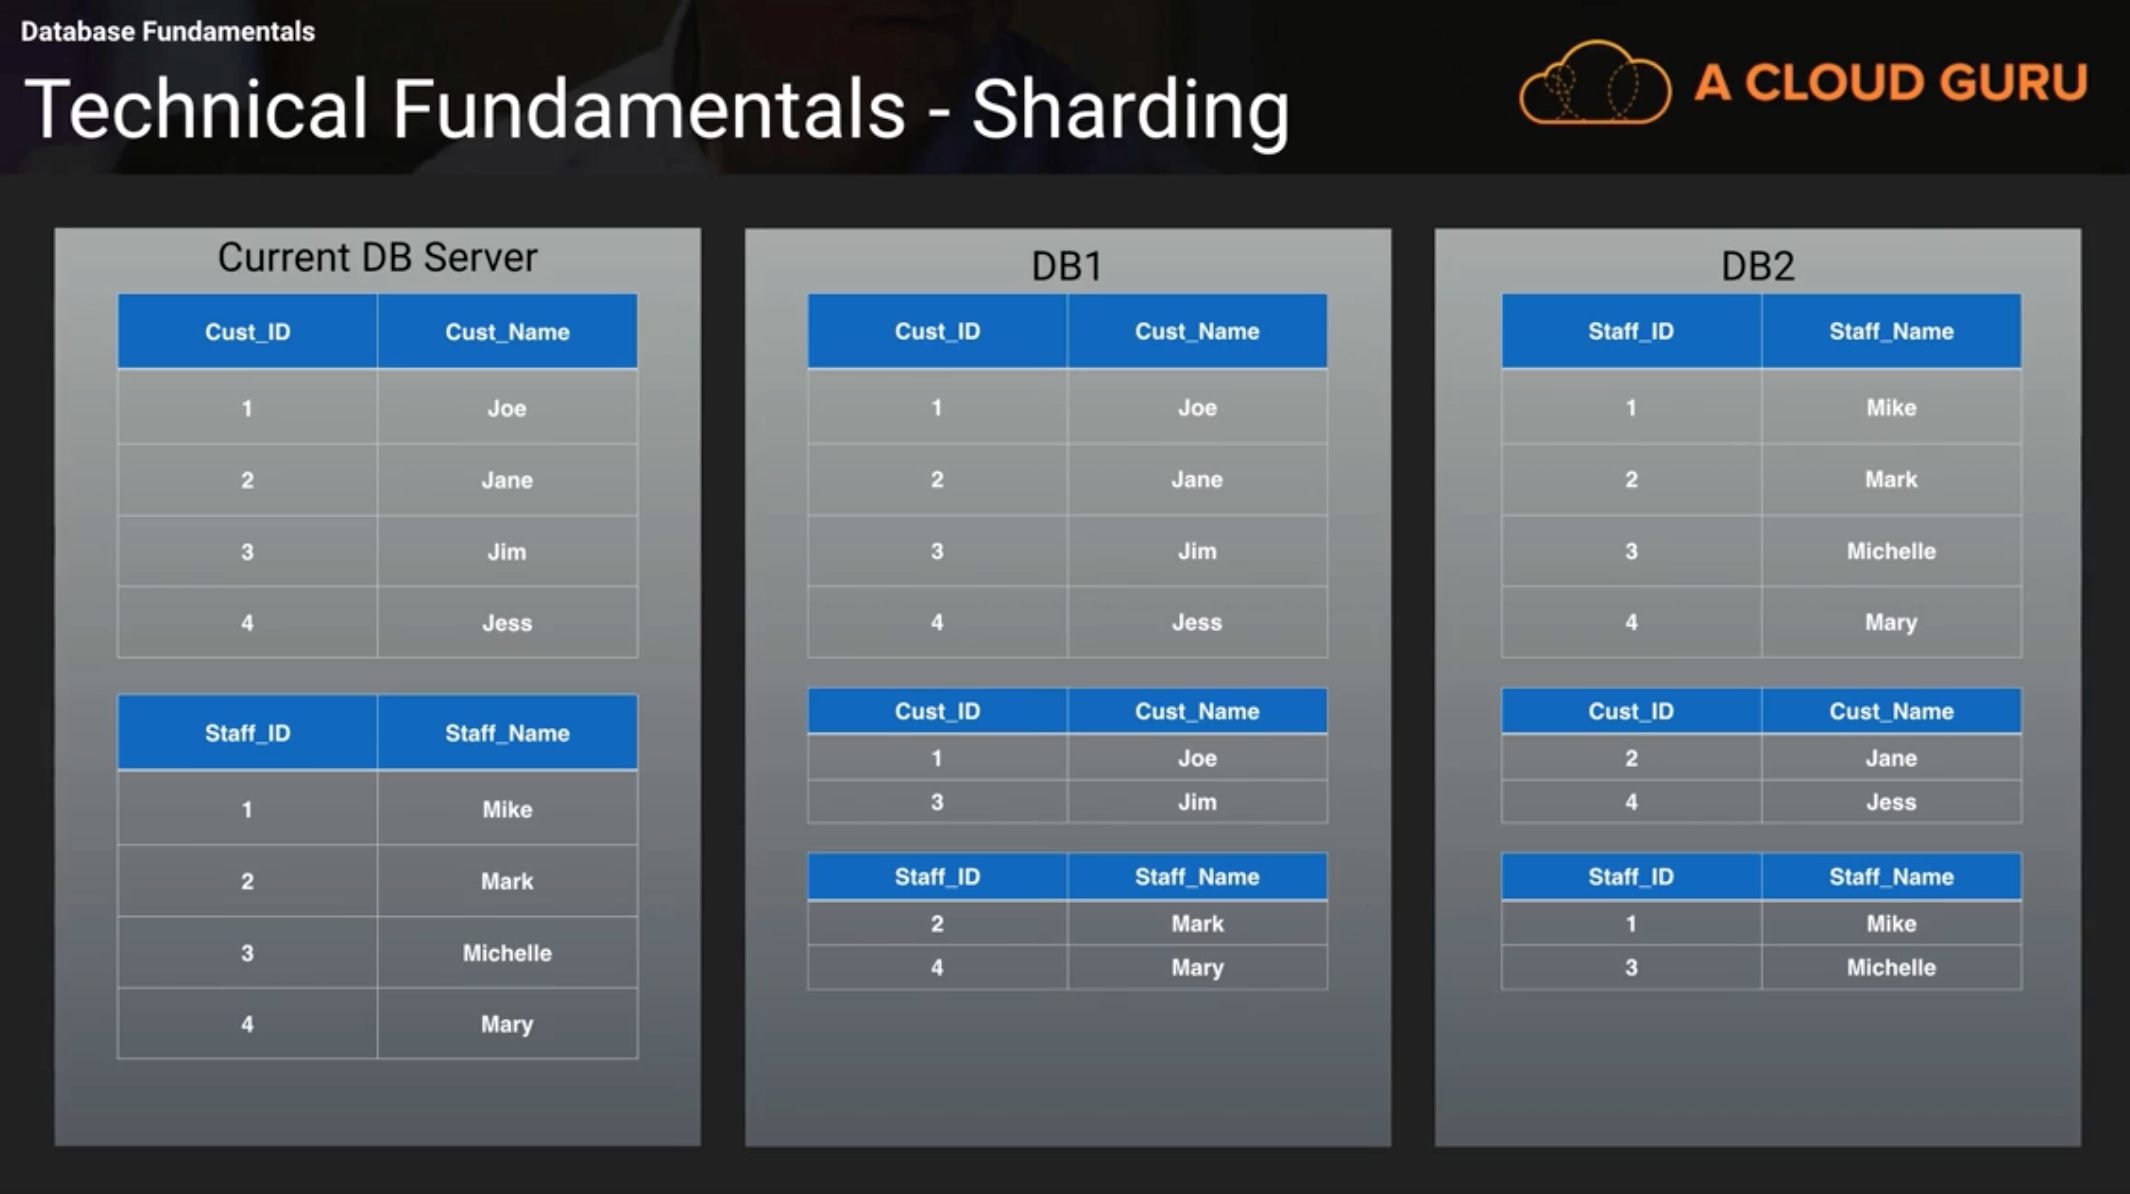 Database Fundamentals
Technical Fundamentals - Sharding
A CLOUD GURU
Current DB Server
Cust_ID Cust_Name
1 Joe
2 Jane
3 Jim
4 Jess
Staff_ID Staff_Name
1 Mike
2 Mark
3 Michelle
4 Mary
DB1
Cust_ID Cust_Name
1 Joe
2 Jane
3 Jim
4 Jess
Cust_ID Cust_Name
1 Joe
3 Jim
Staff_ID Staff_Name
2 Mark
4 Mary
DB2
Staff_ID Staff_Name
1 Mike
2 Mark
3 Michelle
4 Mary
Cust_ID Cust_Name
2 Jane
4 Jess
Staff_ID Staff_Name
1 Mike
3 Michelle